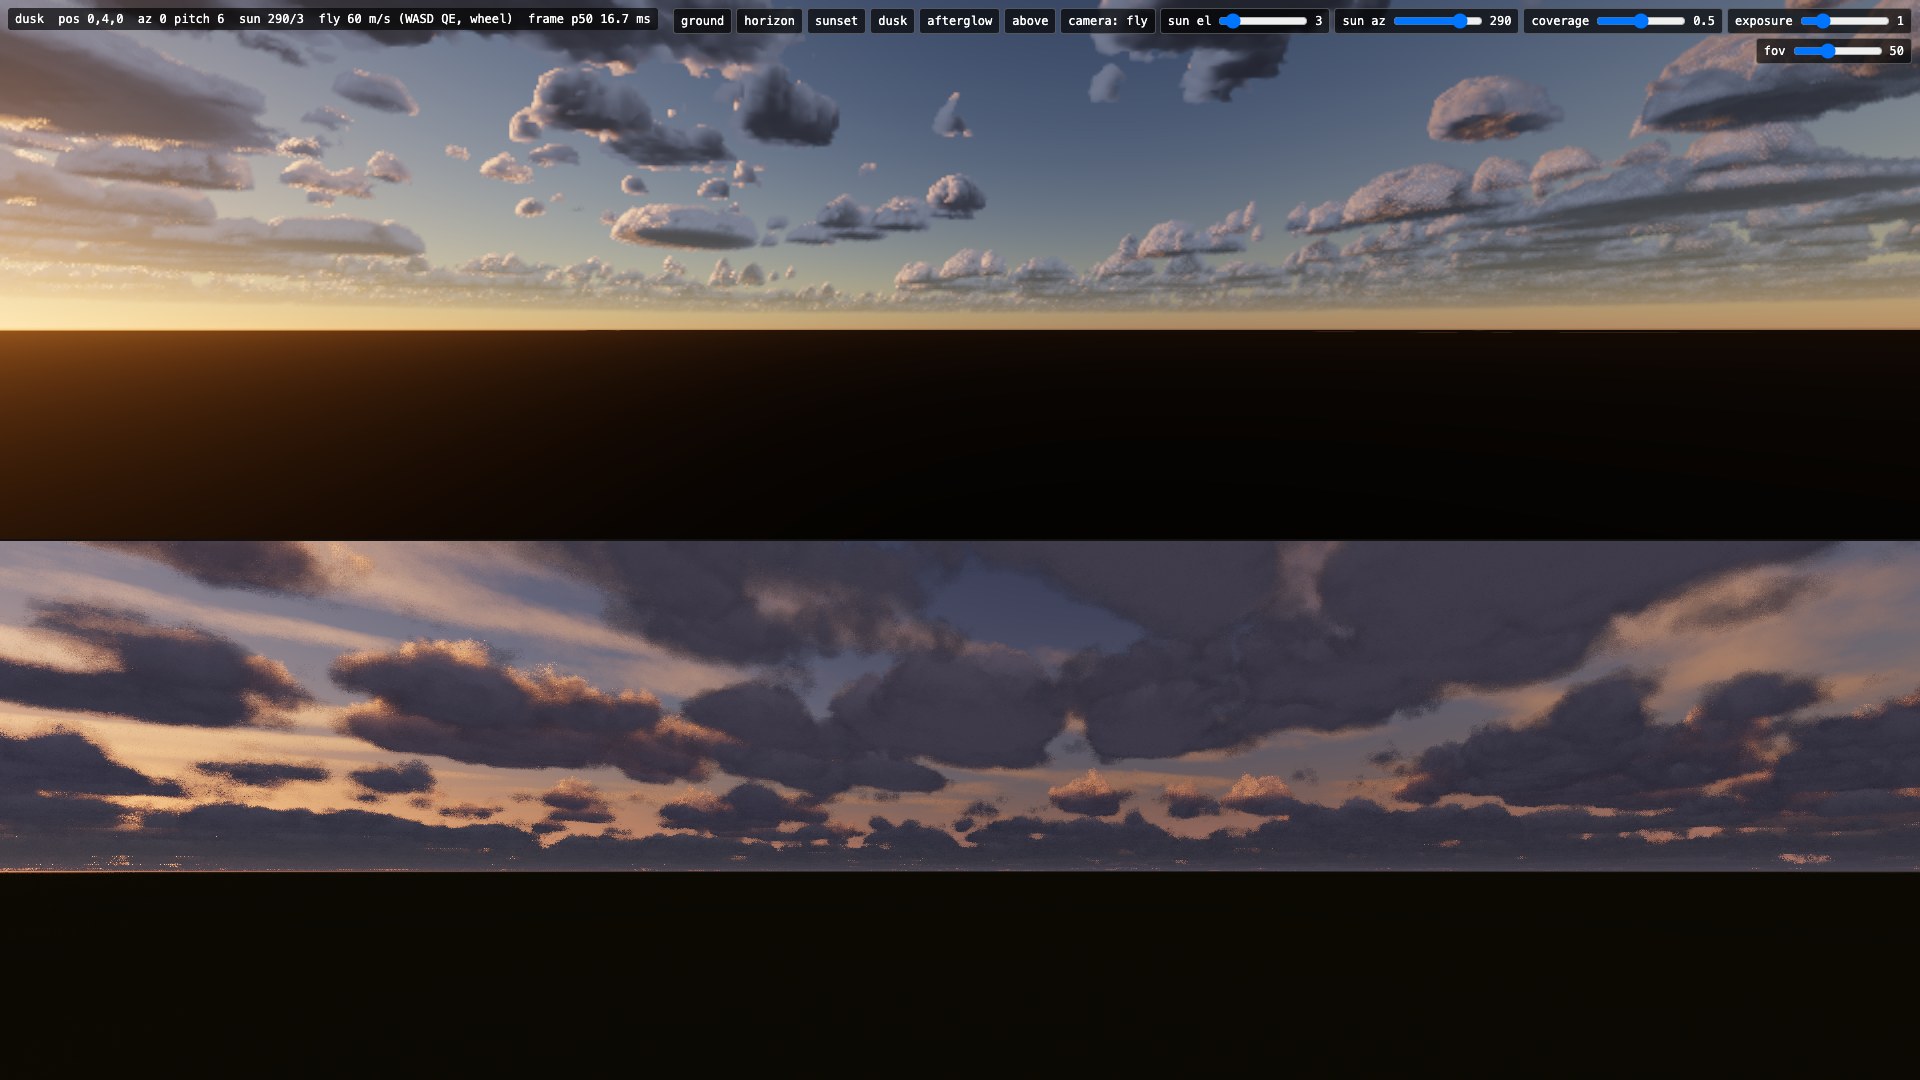 dusk pos 0,4,0 az 0 pitch 6 sun 290/3 fly 60 m/s (WASD QE, wheel) frame p50 16.7 ms ground horizon sunset dusk afterglow above camera: fly sun el 3 sun az 290 coverage 0.5 exposure 1
fov 50